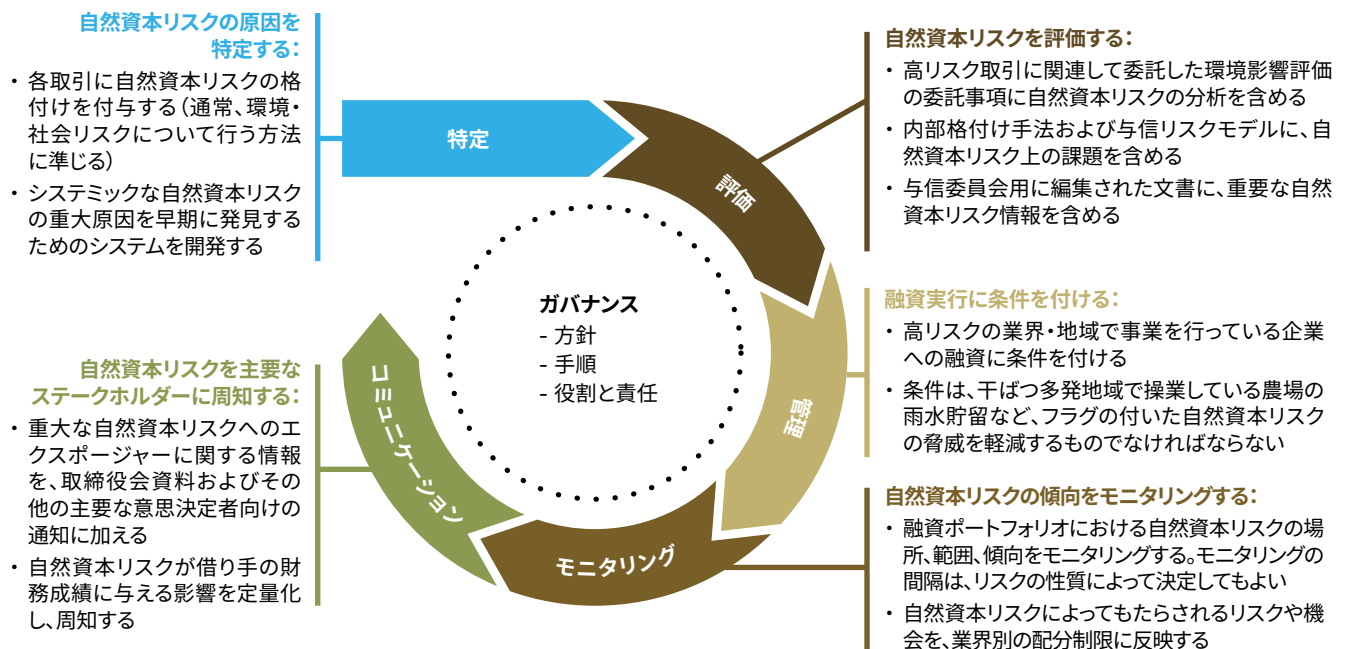 自然資本リスクの原因を
特定する：
・ 各取引に自然資本リスクの格
付けを付与する（通常、環境・
社会リスクについて行う方法
に準じる）
・ システミックな自然資本リスク
の重大原因を早期に発見する
ためのシステムを開発する
特定
評価
管理
モニタリング
コミュニケーション
ガバナンス
- 方針
- 手順
- 役割と責任
自然資本リスクを評価する：
・ 高リスク取引に関連して委託した環境影響評価
の委託事項に自然資本リスクの分析を含める
・ 内部格付け手法および与信リスクモデルに、自
然資本リスク上の課題を含める
・ 与信委員会用に編集された文書に、重要な自然
資本リスク情報を含める
融資実行に条件を付ける：
・ 高リスクの業界・地域で事業を行っている企業
への融資に条件を付ける
・ 条件は、干ばつ多発地域で操業している農場の
雨水貯留など、フラグの付いた自然資本リスク
の脅威を軽減するものでなければならない
自然資本リスクの傾向をモニタリングする：
・ 融資ポートフォリオにおける自然資本リスクの場
所、範囲、傾向をモニタリングする。モニタリングの
間隔は、リスクの性質によって決定してもよい
・ 自然資本リスクによってもたらされるリスクや機
会を、業界別の配分制限に反映する
自然資本リスクを主要な
ステークホルダーに周知する：
・ 重大な自然資本リスクへのエ
クスポージャーに関する情報
を、取締役会資料およびその
他の主要な意思決定者向けの
通知に加える
・ 自然資本リスクが借り手の財
務成績に与える影響を定量化
し、周知する